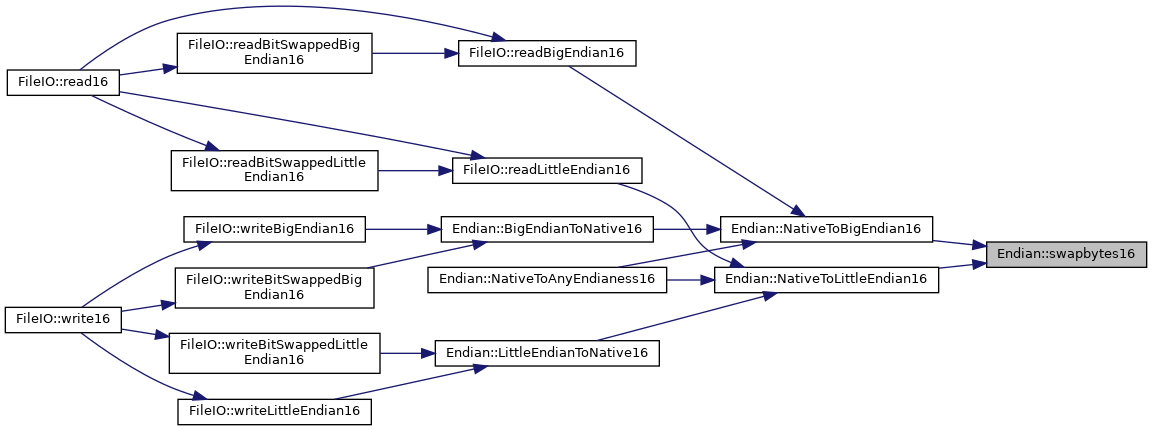 FileIO::readBitSwappedBig
Endian16
FileIO::readBigEndian16
FileIO::read16
FileIO::readBitSwappedLittle
Endian16
FileIO::readLittleEndian16
FileIO::writeBigEndian16
Endian::BigEndianToNative16
Endian::NativeToBigEndian16
Endian::swapbytes16
FileIO::writeBitSwappedBig
Endian16
Endian::NativeToAnyEndianess16
Endian::NativeToLittleEndian16
FileIO::write16
FileIO::writeBitSwappedLittle
Endian16
Endian::LittleEndianToNative16
FileIO::writeLittleEndian16